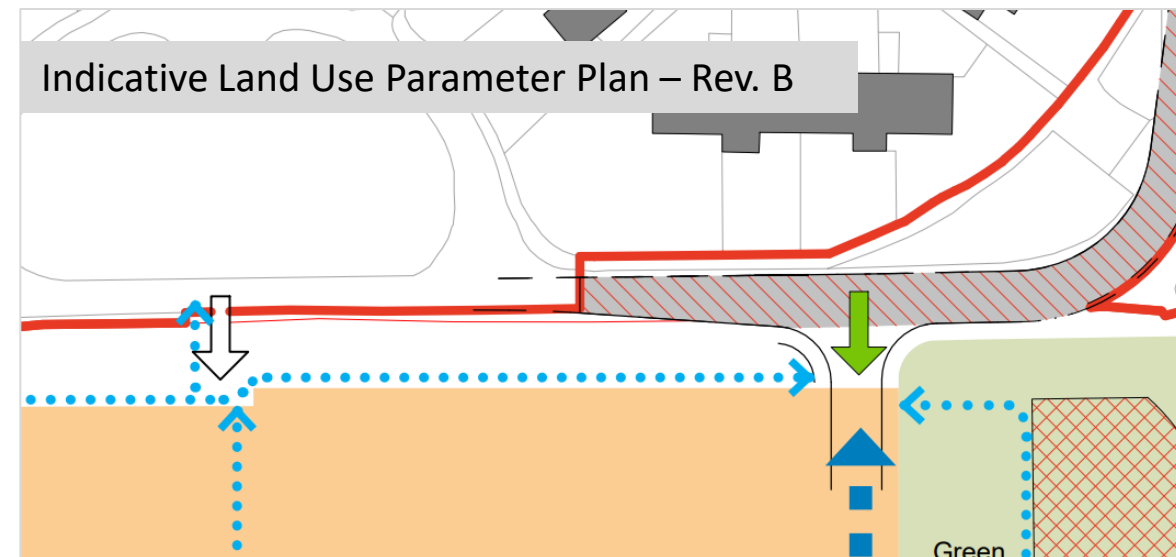 Indicative Land Use Parameter Plan – Rev. B
Green